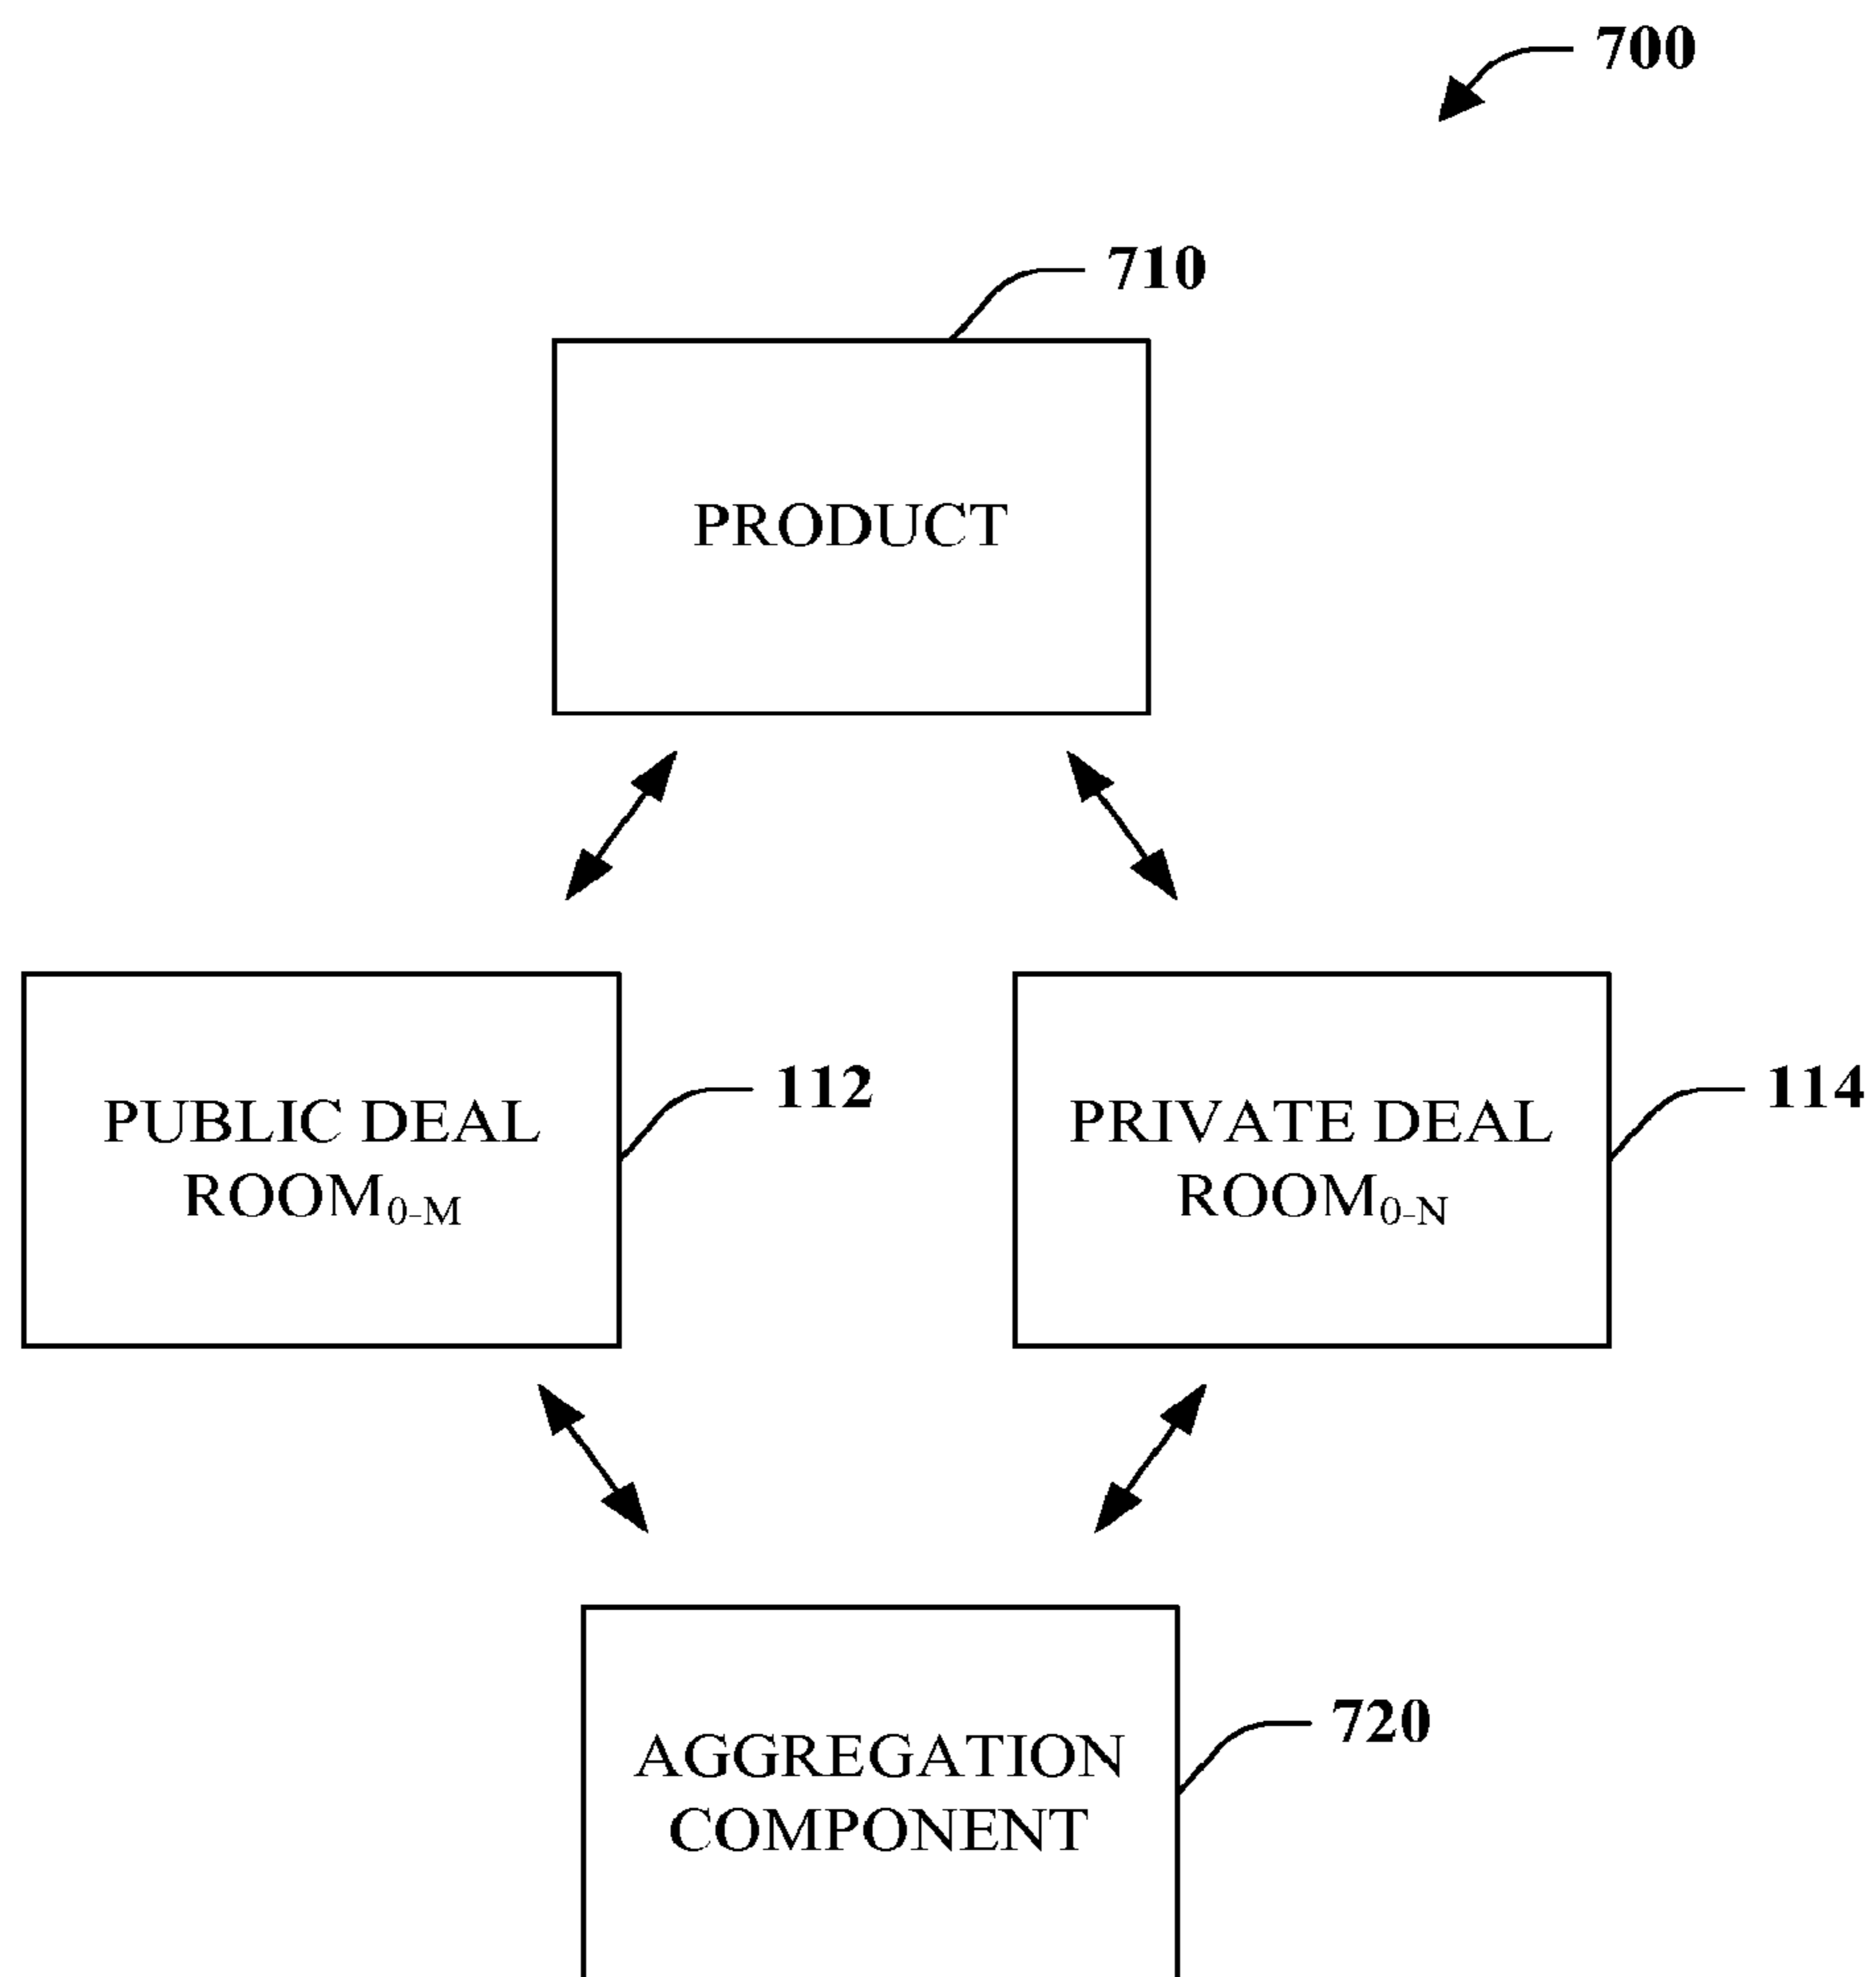 700
710
PRODUCT
112
114
PUBLIC DEAL
ROOM0-M
PRIVATE DEAL
ROOM0-N
720
AGGREGATION
COMPONENT